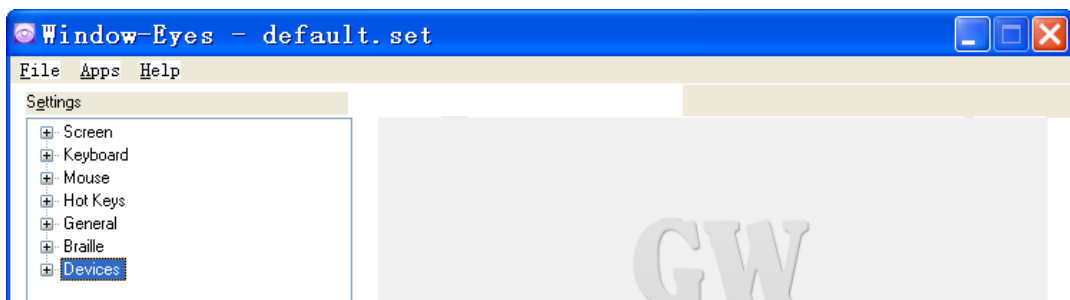 Window-Eyes - default.set
File Apps Help
Settings
Screen
Keyboard
Mouse
Hot Keys
General
Braille
Devices
GW